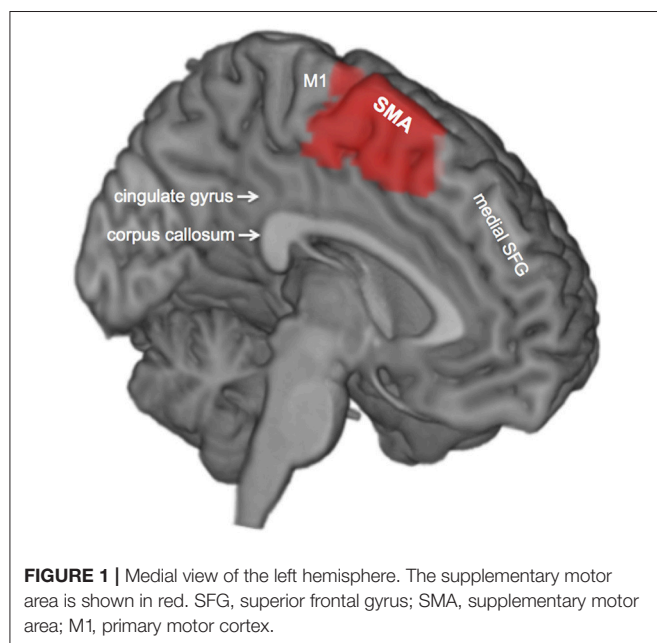 M1
SMA
cingulate gyrus →
corpus callosum →
medial SFG
FIGURE 1 | Medial view of the left hemisphere. The supplementary motor
area is shown in red. SFG, superior frontal gyrus; SMA, supplementary motor
area; M1, primary motor cortex.